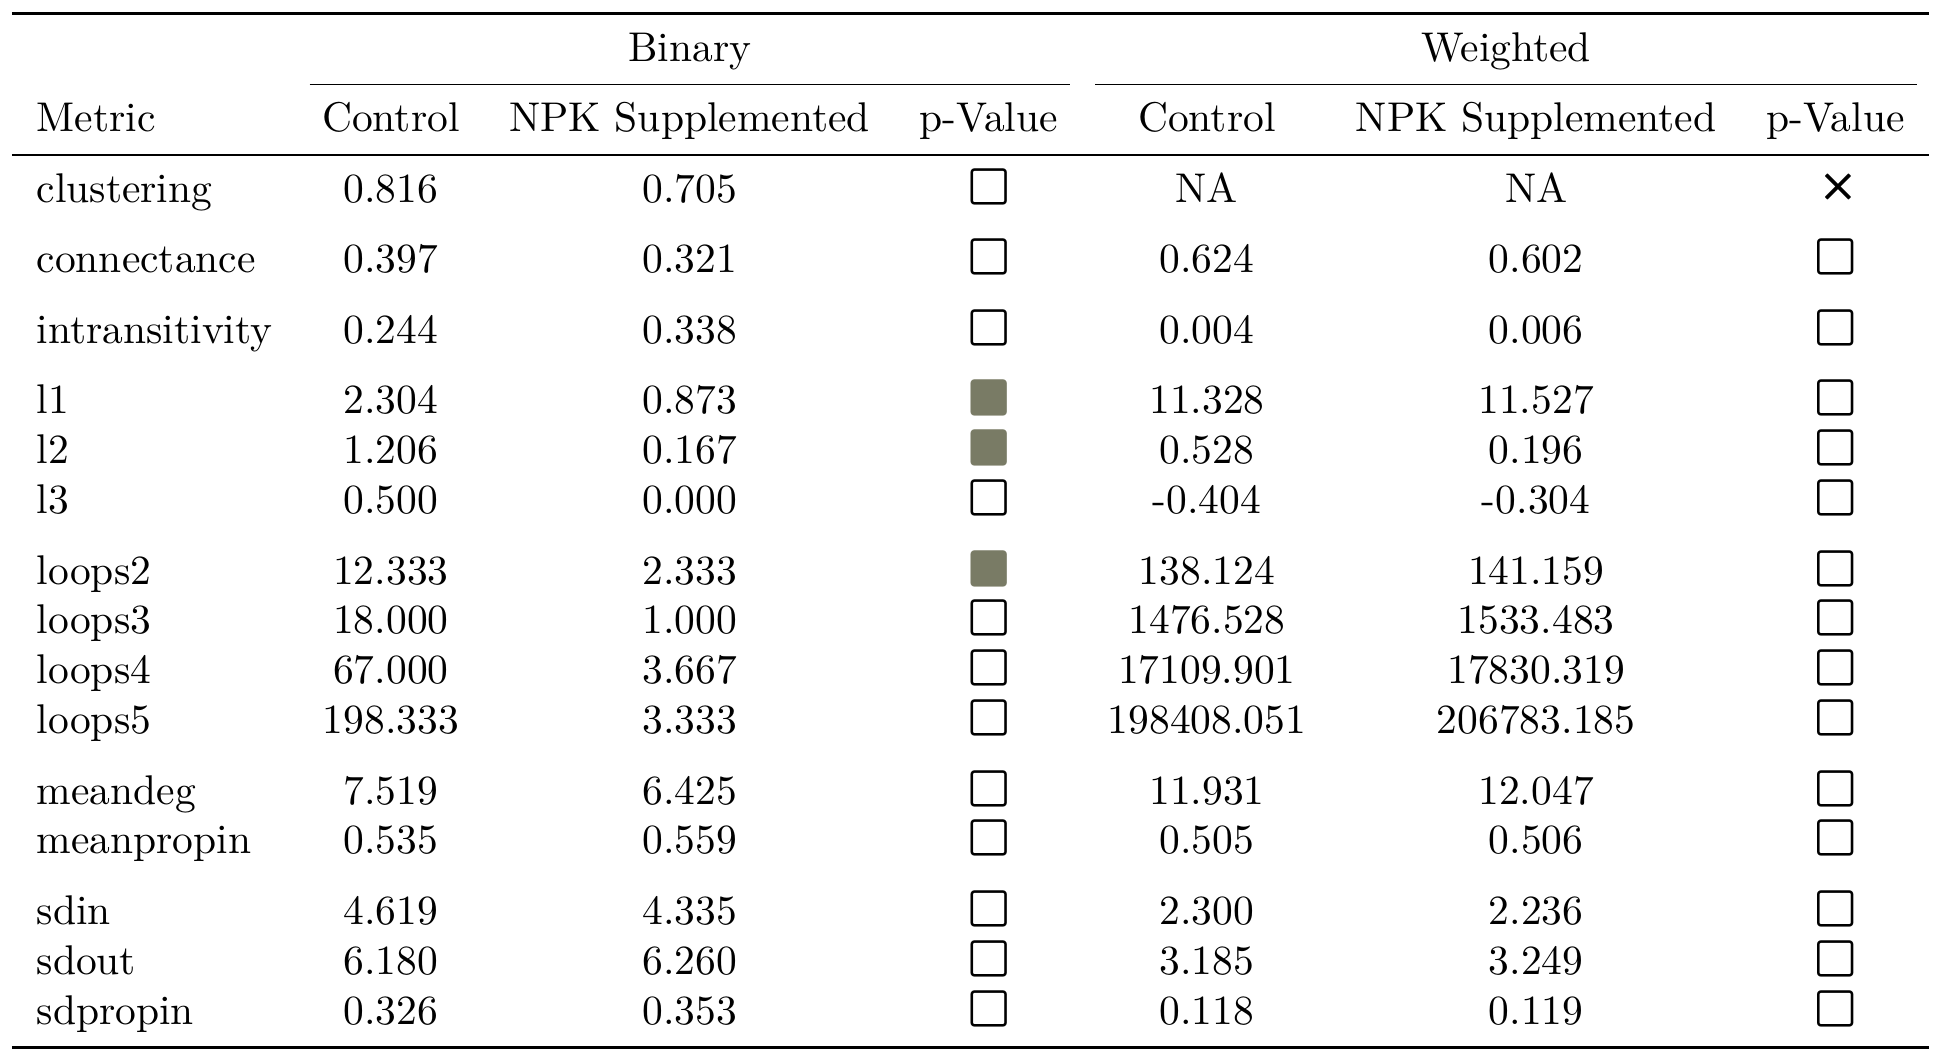 Binary Weighted
Metric Control NPK Supplemented p-Value Control NPK Supplemented p-Value
clustering 0.816 0.705 □ NA NA ×
connectance 0.397 0.321 □ 0.624 0.602 □
intransitivity 0.244 0.338 □ 0.004 0.006 □
l1 2.304 0.873 ■ 11.328 11.527 □
l2 1.206 0.167 ■ 0.528 0.196 □
l3 0.500 0.000 □ -0.404 -0.304 □
loops2 12.333 2.333 ■ 138.124 141.159 □
loops3 18.000 1.000 □ 1476.528 1533.483 □
loops4 67.000 3.667 □ 17109.901 17830.319 □
loops5 198.333 3.333 □ 198408.051 206783.185 □
meandeg 7.519 6.425 □ 11.931 12.047 □
meanpropin 0.535 0.559 □ 0.505 0.506 □
sdin 4.619 4.335 □ 2.300 2.236 □
sdout 6.180 6.260 □ 3.185 3.249 □
sdpropin 0.326 0.353 □ 0.118 0.119 □